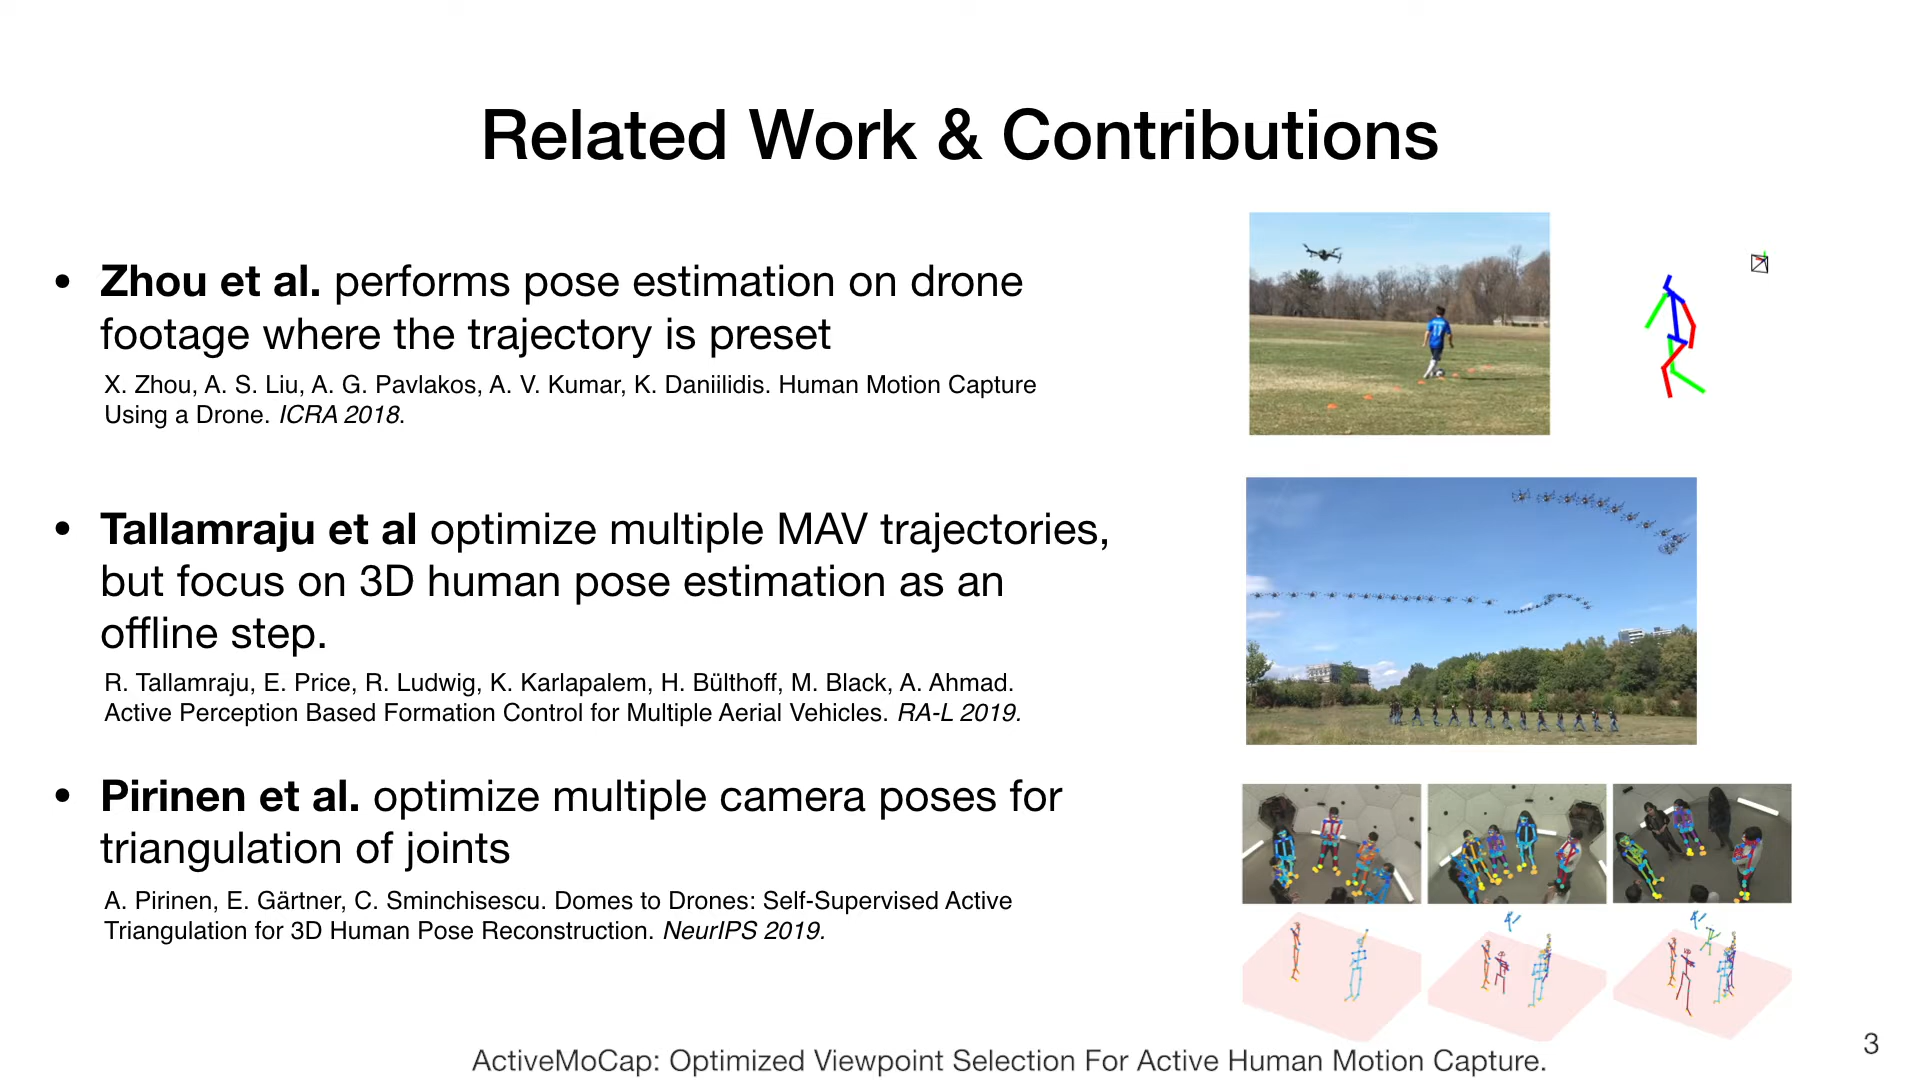 Related Work & Contributions
• Zhou et al. performs pose estimation on drone
footage where the trajectory is preset
X. Zhou, A. S. Liu, A. G. Pavlakos, A. V. Kumar, K. Daniilidis. Human Motion Capture
Using a Drone. ICRA 2018.
• Tallamraju et al optimize multiple MAV trajectories,
but focus on 3D human pose estimation as an
offline step.
R. Tallamraju, E. Price, R. Ludwig, K. Karlapalem, H. Bülthoff, M. Black, A. Ahmad.
Active Perception Based Formation Control for Multiple Aerial Vehicles. RA-L 2019.
• Pirinen et al. optimize multiple camera poses for
triangulation of joints
A. Pirinen, E. Gärtner, C. Sminchisescu. Domes to Drones: Self-Supervised Active
Triangulation for 3D Human Pose Reconstruction. NeurIPS 2019.
ActiveMoCap: Optimized Viewpoint Selection For Active Human Motion Capture.
3